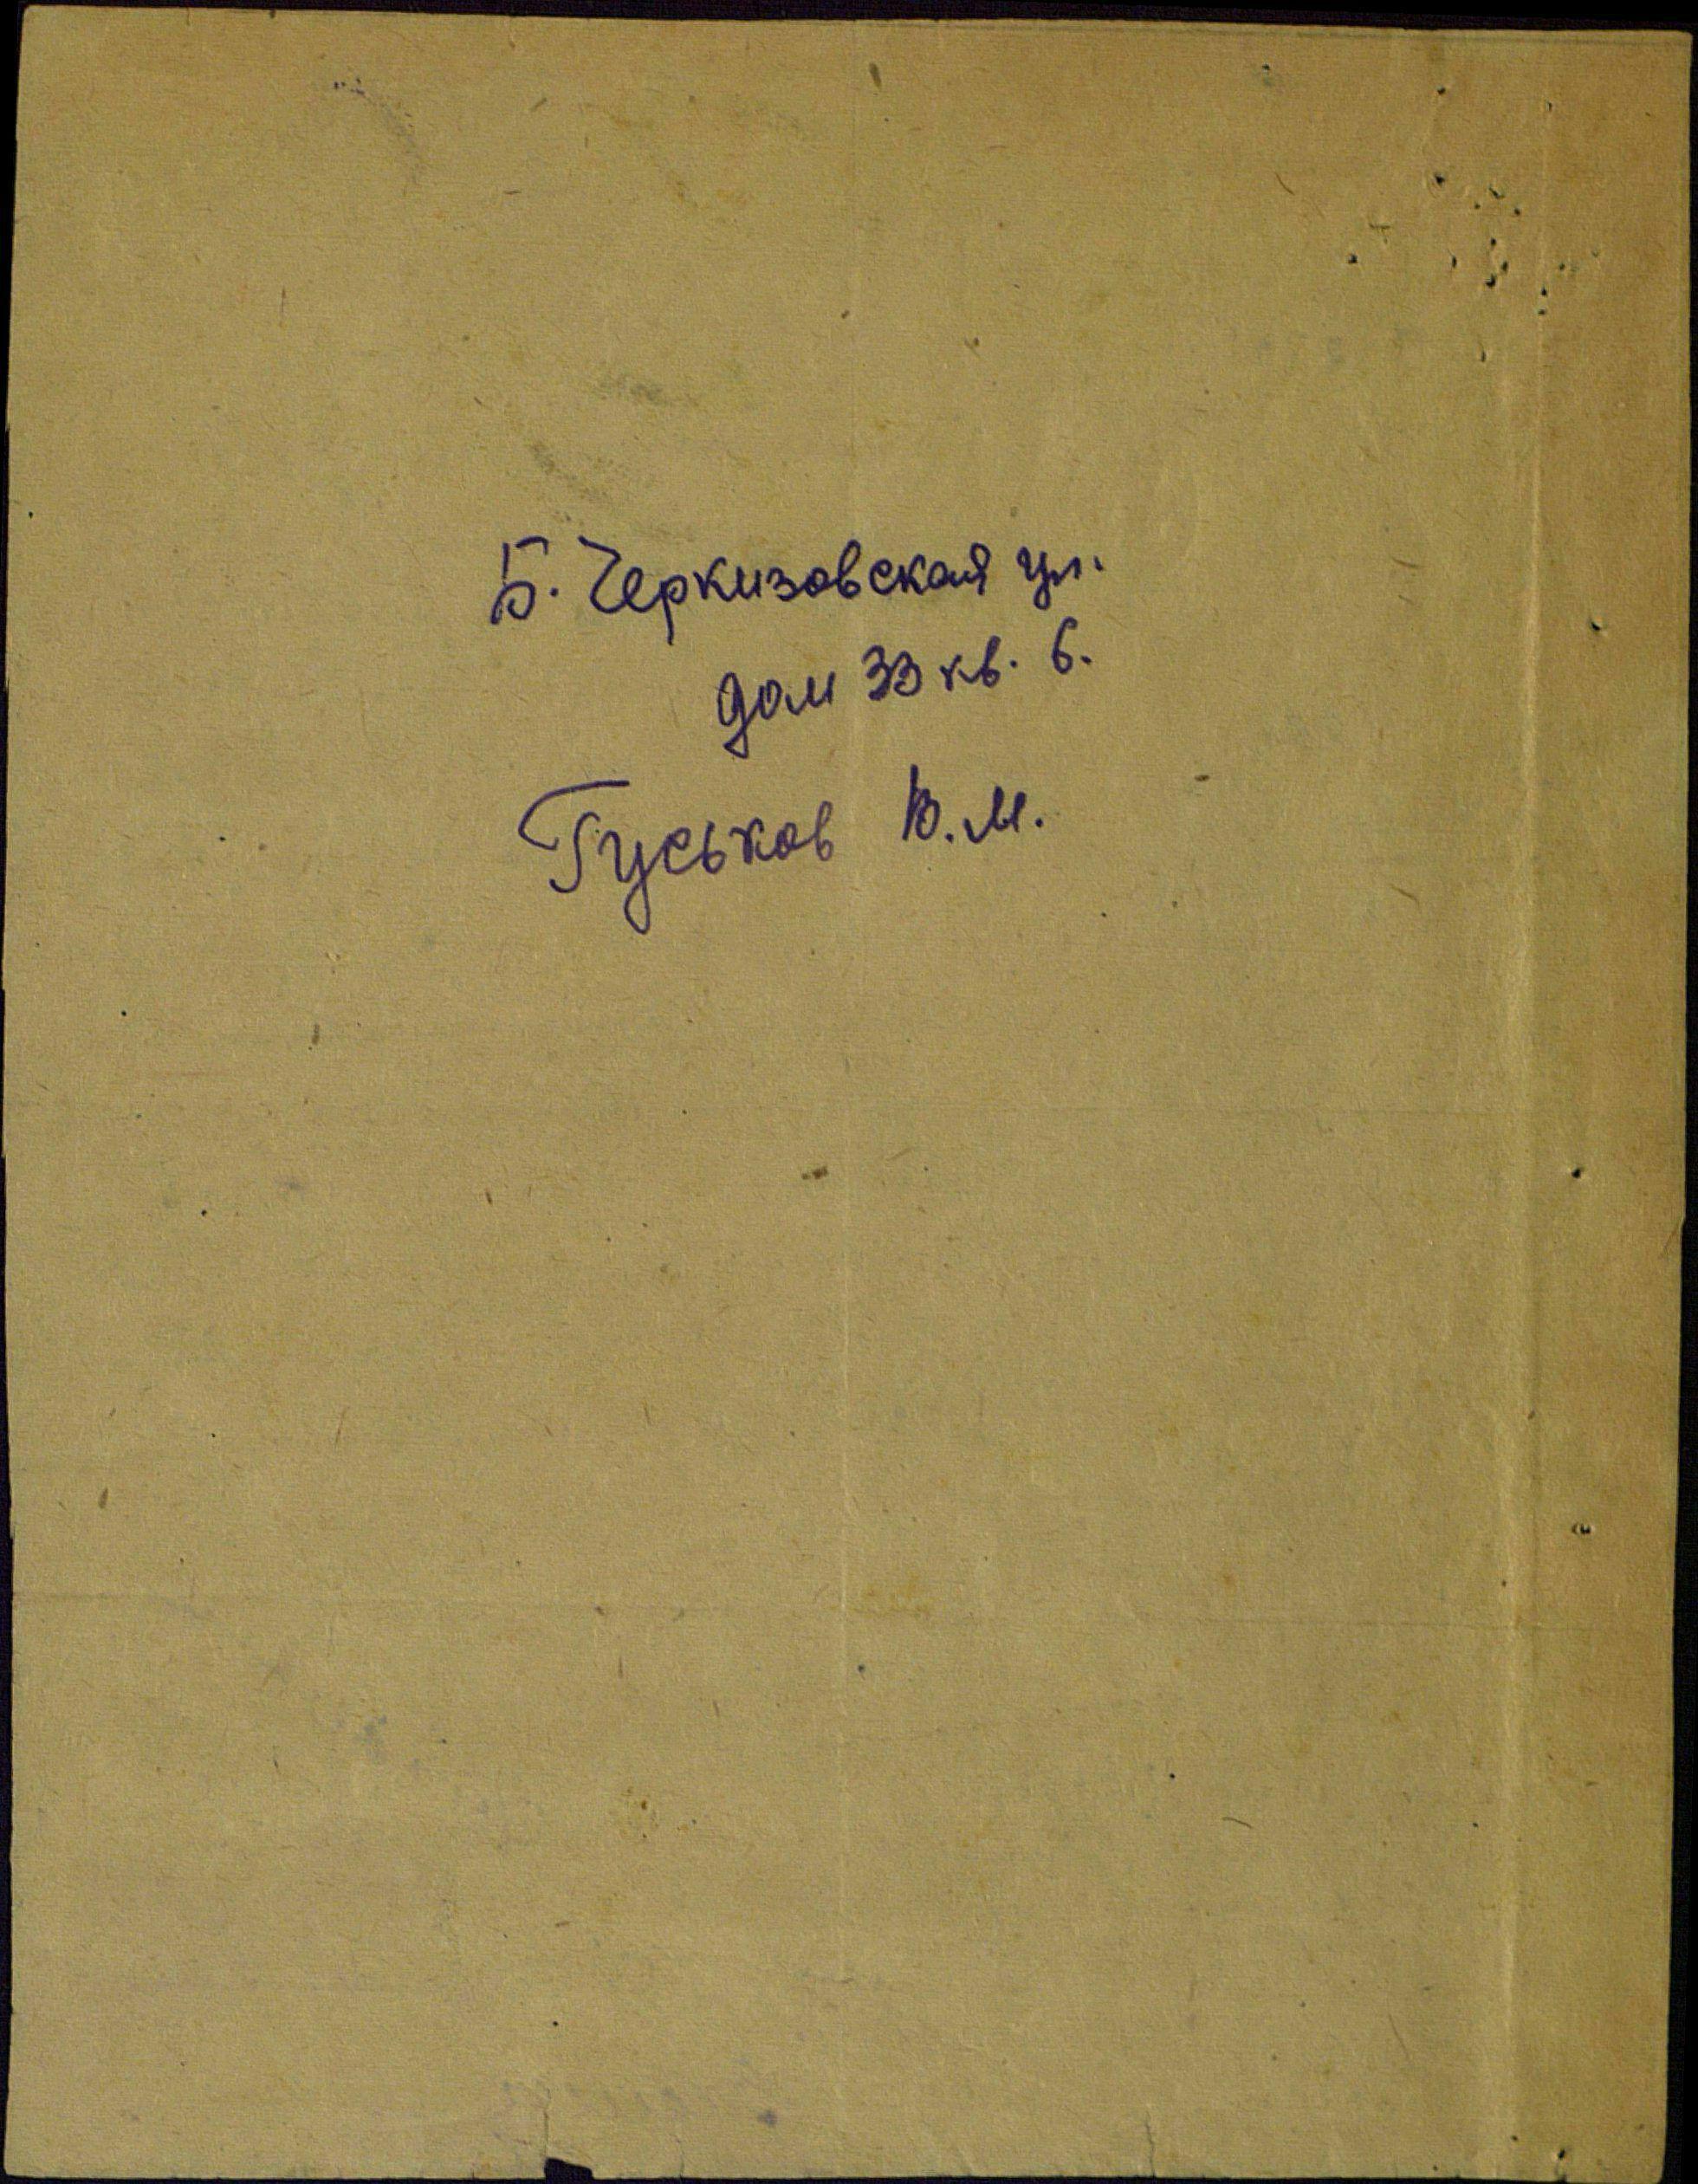 Б. Черкизовская ул.
дом 33 кв. 6.
Гуськов В.М.